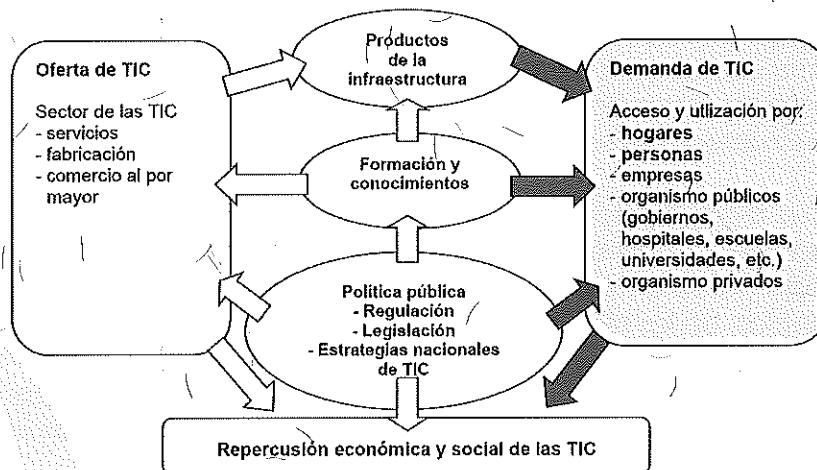 Oferta de TIC
Sector de las TIC
- servicios
- fabricación
- comercio al por
mayor
Productos
de la
infraestructura
Formación y
conocimientos
Política pública
- Regulación
- Legislación
- Estrategias nacionales
de TIC
Demanda de TIC
Acceso y utlización por:
- hogares
- personas
- empresas
- organismo públicos
(gobiernos,
hospitales, escuelas,
universidades, etc.)
- organismo privados
Repercusión económica y social de las TIC